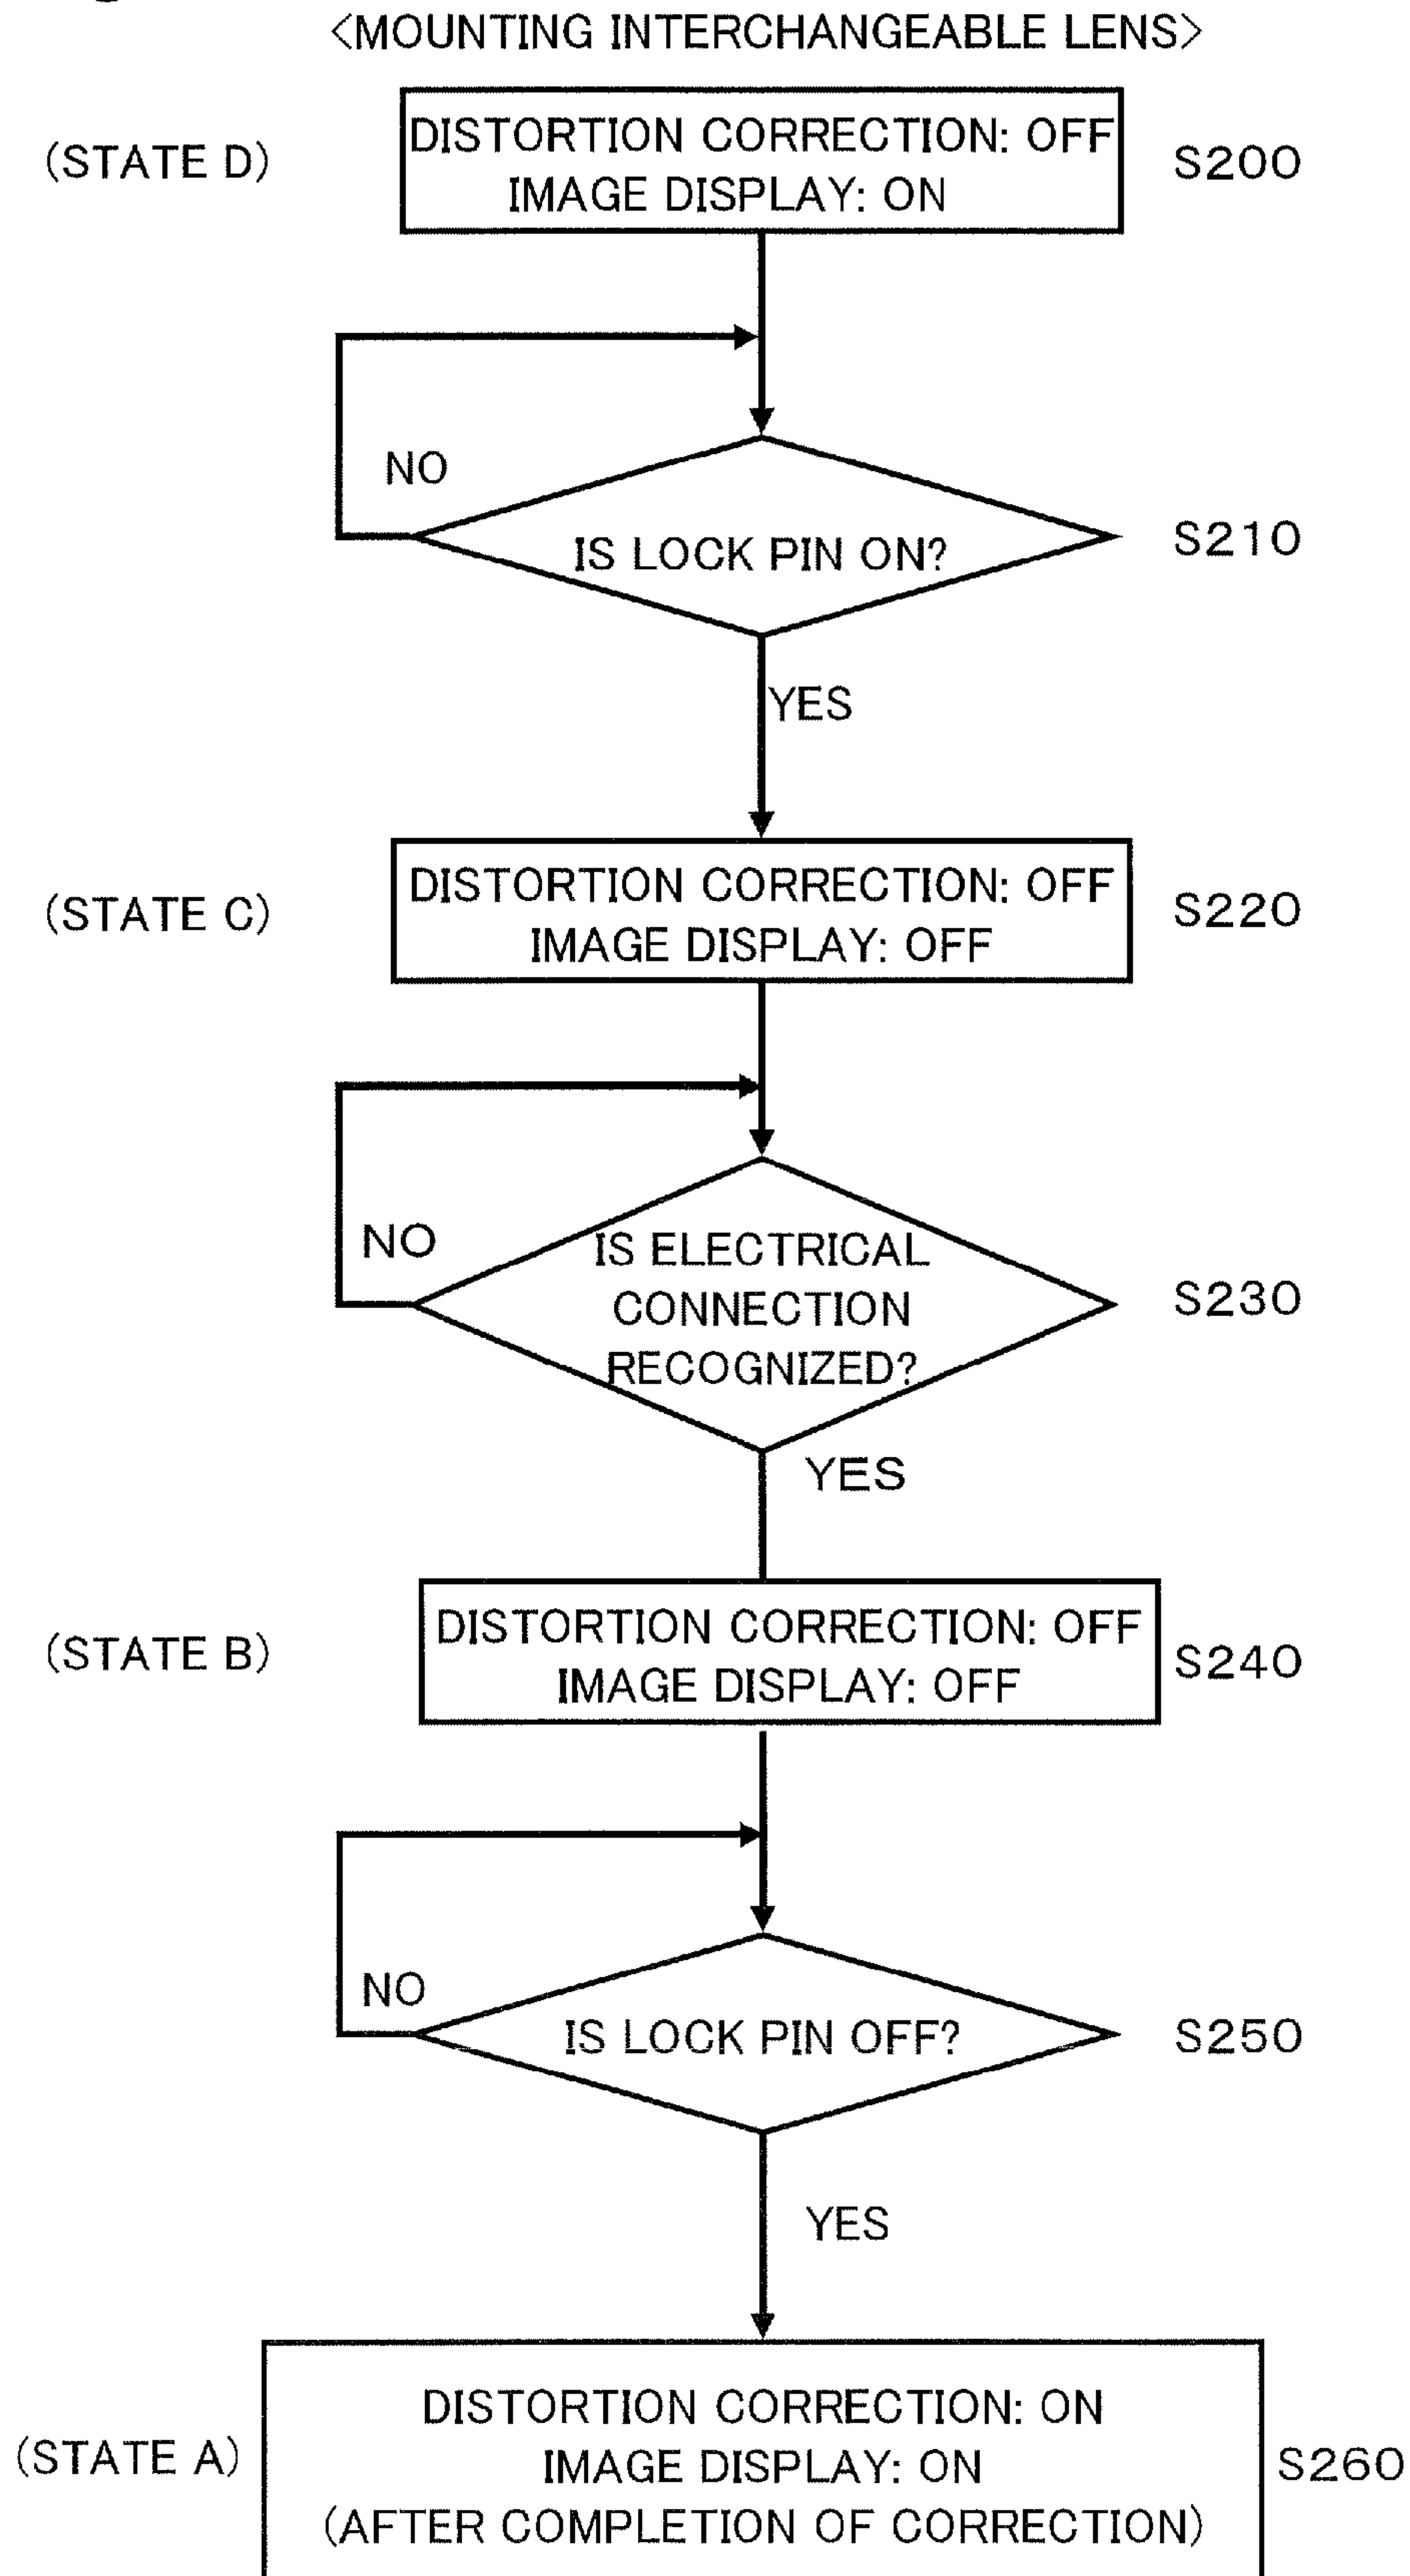 <MOUNTING INTERCHANGEABLE LENS>
(STATE D)
DISTORTION CORRECTION: OFF
IMAGE DISPLAY: ON
S200
NO
IS LOCK PIN ON?
S210
YES
(STATE C)
DISTORTION CORRECTION: OFF
IMAGE DISPLAY: OFF
S220
NO
IS ELECTRICAL
CONNECTION
RECOGNIZED?
S230
YES
(STATE B)
DISTORTION CORRECTION: OFF
IMAGE DISPLAY: OFF
S240
NO
IS LOCK PIN OFF?
S250
YES
(STATE A)
DISTORTION CORRECTION: ON
IMAGE DISPLAY: ON
(AFTER COMPLETION OF CORRECTION)
S260